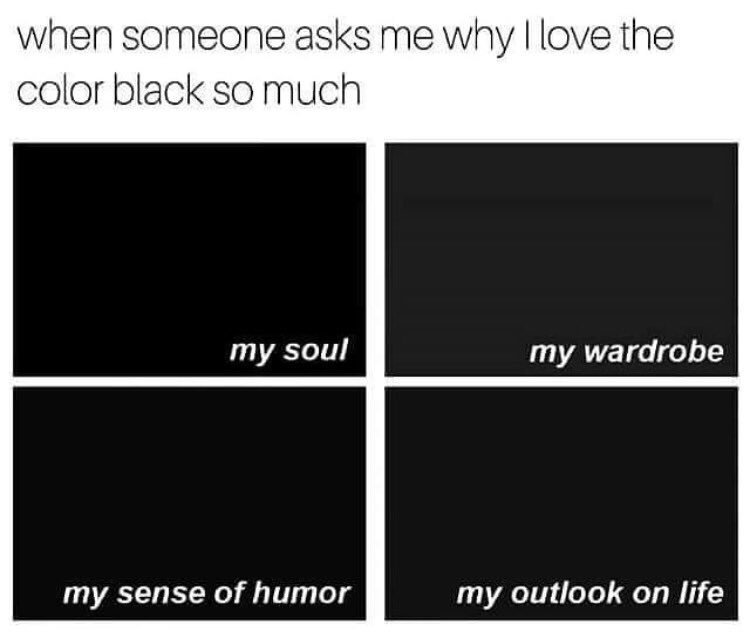 when someone asks me why I love the
color black so much
my soul
my wardrobe
my sense of humor
my outlook on life